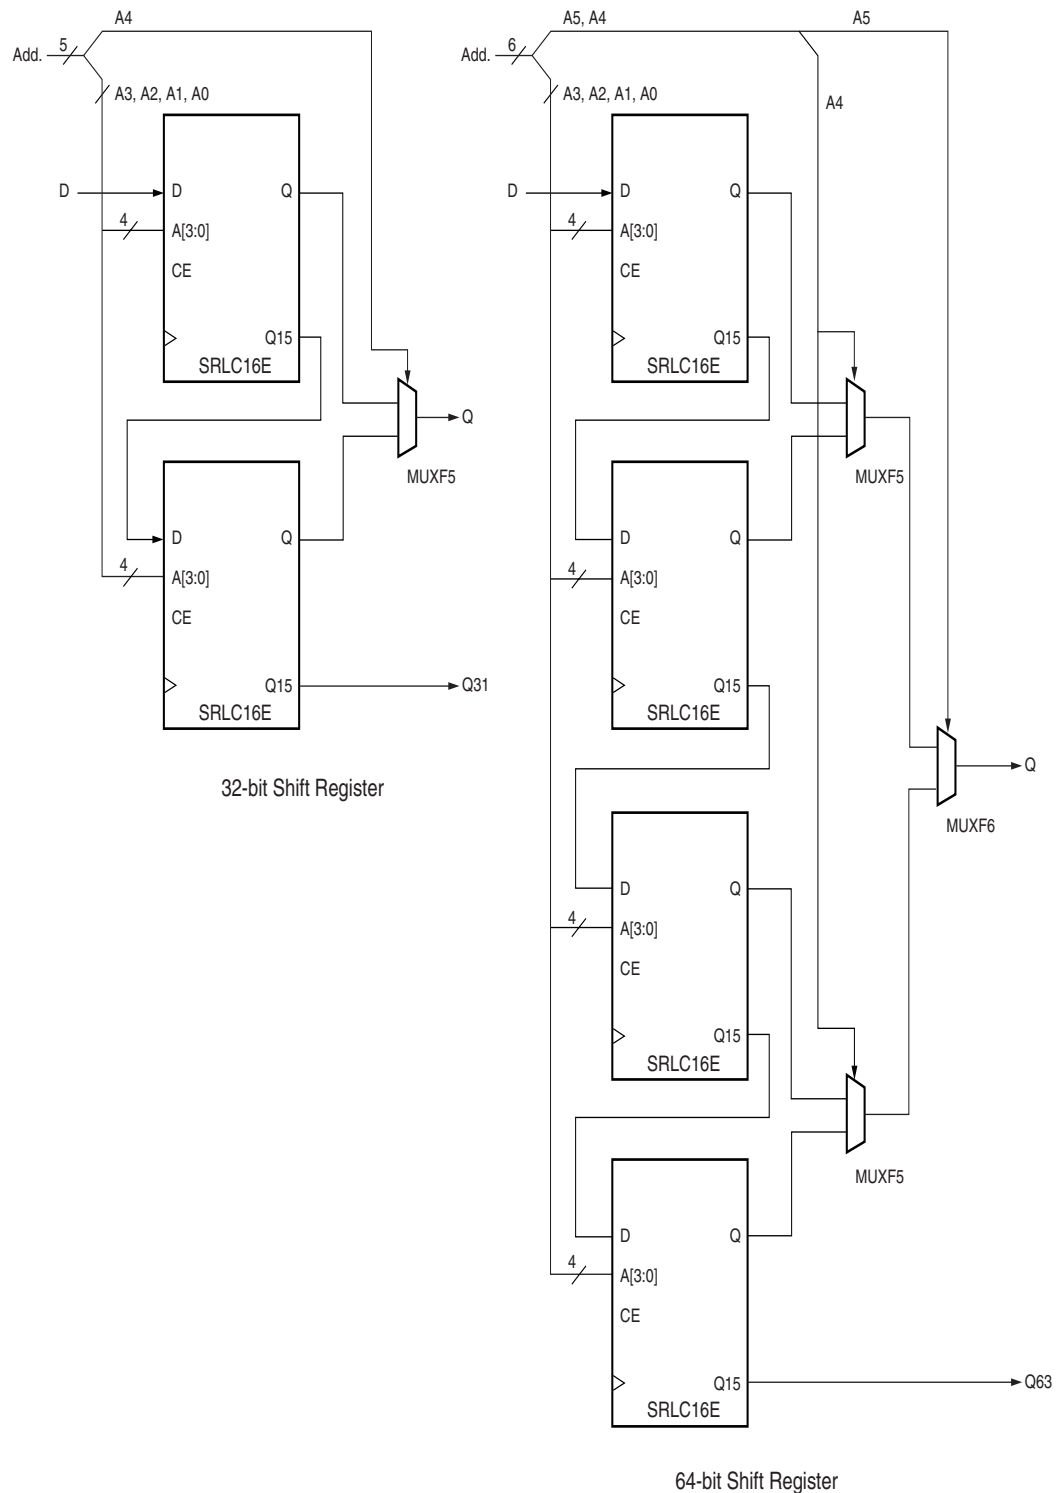 A4
Add.
5
A3, A2, A1, A0
D
D
Q
4
A[3:0]
CE
Q15
SRLC16E
Q
MUXF5
D
Q
4
A[3:0]
CE
Q15
Q31
SRLC16E
32-bit Shift Register
A5, A4
A5
Add.
6
A3, A2, A1, A0
A4
D
D
Q
4
A[3:0]
CE
Q15
SRLC16E
MUXF5
D
Q
4
A[3:0]
CE
Q15
SRLC16E
Q
MUXF6
D
Q
4
A[3:0]
CE
Q15
SRLC16E
MUXF5
D
Q
4
A[3:0]
CE
Q15
Q63
SRLC16E
64-bit Shift Register